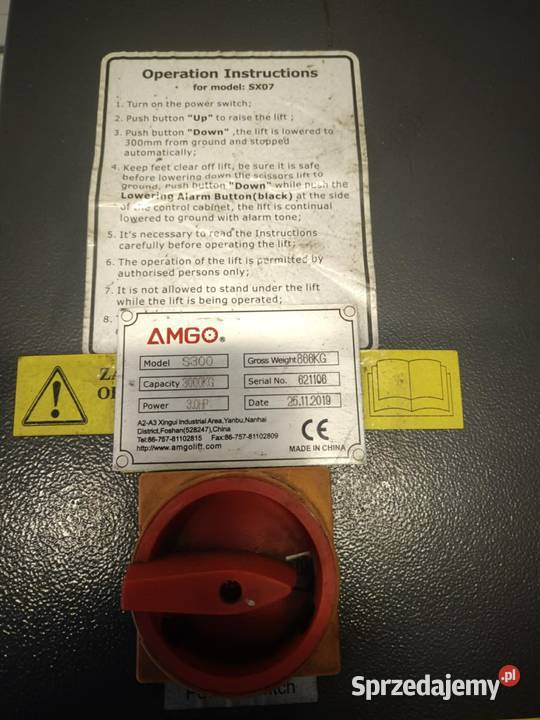 Operation Instructions
for model: SX07
1. Turn on the power switch;
2. Push button "Up" to raise the lift ;
3. Push button "Down" ,the lift is lowered to
300mm from ground and stopped
automatically;
4. Keep feet clear off lift, be sure it is safe
before lowering down the scissors lift to
ground, push button "Down" while push the
Lowering Alarm Button(black) at the side
of the control cabinet, the lift is continual
lowered to ground with alarm tone;
5. It's necessary to read the Instructions
carefully before operating the lift;
6. The operation of the lift is permitted by
authorised persons only;
7. It is not allowed to stand under the lift
while the lift is being operated;
8.
AMGO®
Model S300 Gross Weight 800KG
Capacity 3000KG Serial No. 621106
Power 3.0HP Date 25.11.2019
A2-A3 Xingui Industrial Area,Yanbu,Nanhai
District,Foshan(528247),China
Tel:86-757-81102815 Fax:86-757-81102809
http://www.amgolift.com
CE
MADE IN CHINA
Sprzedajemy.pl